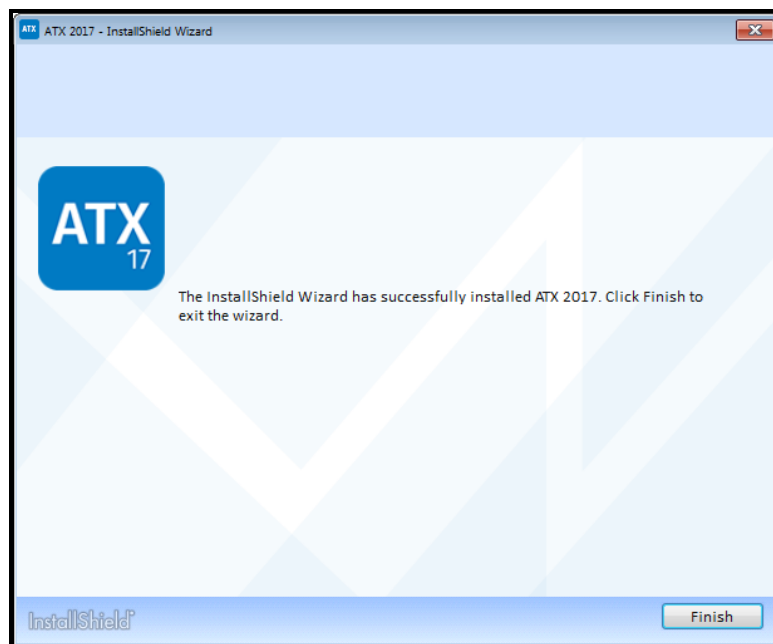 ATX ATX 2017 - InstallShield Wizard
ATX
17
The InstallShield Wizard has successfully installed ATX 2017. Click Finish to
exit the wizard.
InstallShield
Finish